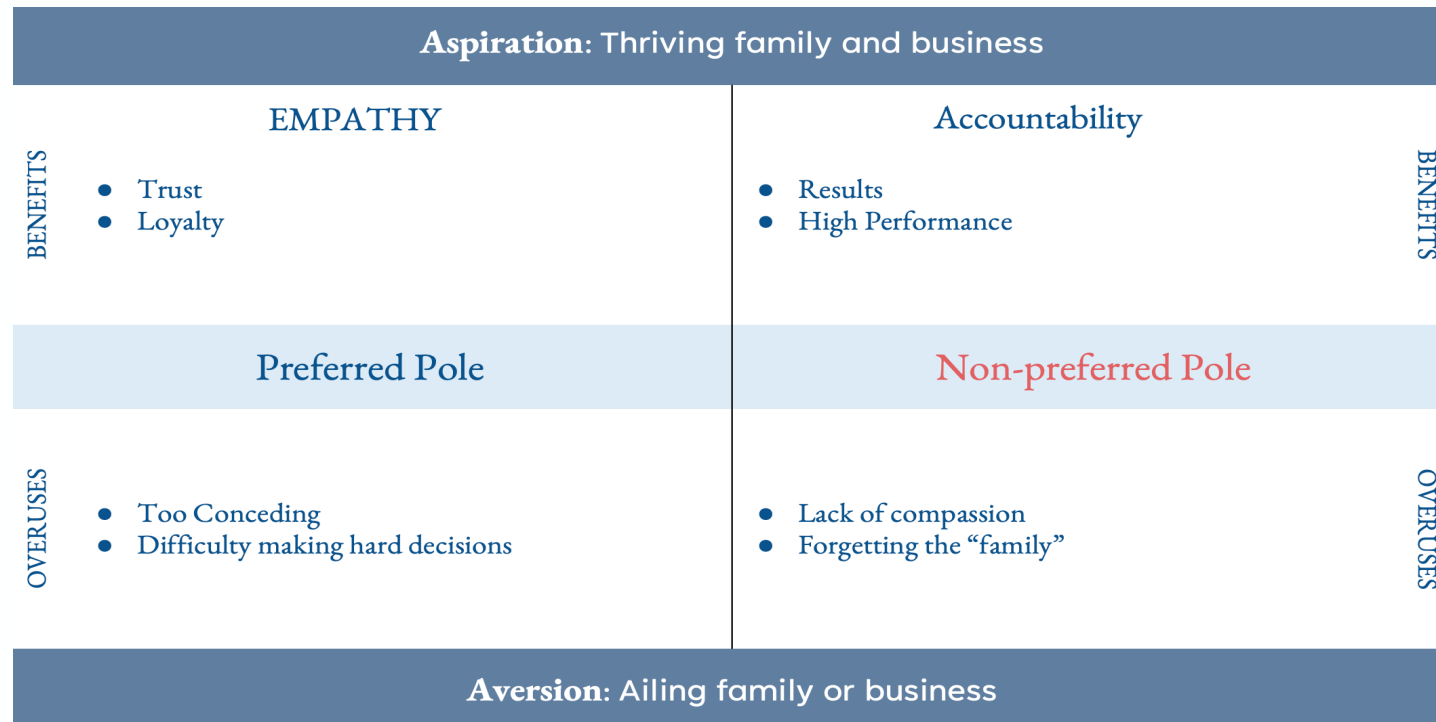 Aspiration: Thriving family and business
EMPATHY
Accountability
BENEFITS
● Trust
● Loyalty
● Results
● High Performance
BENEFITS
Preferred Pole
Non-preferred Pole
OVERUSES
● Too Conceding
● Difficulty making hard decisions
● Lack of compassion
● Forgetting the “family”
OVERUSES
Aversion: Ailing family or business